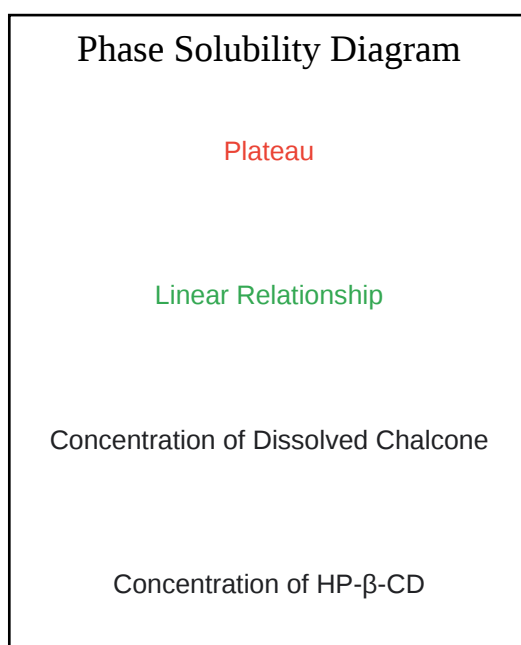 Phase Solubility Diagram
Plateau
Linear Relationship
Concentration of Dissolved Chalcone
Concentration of HP-β-CD